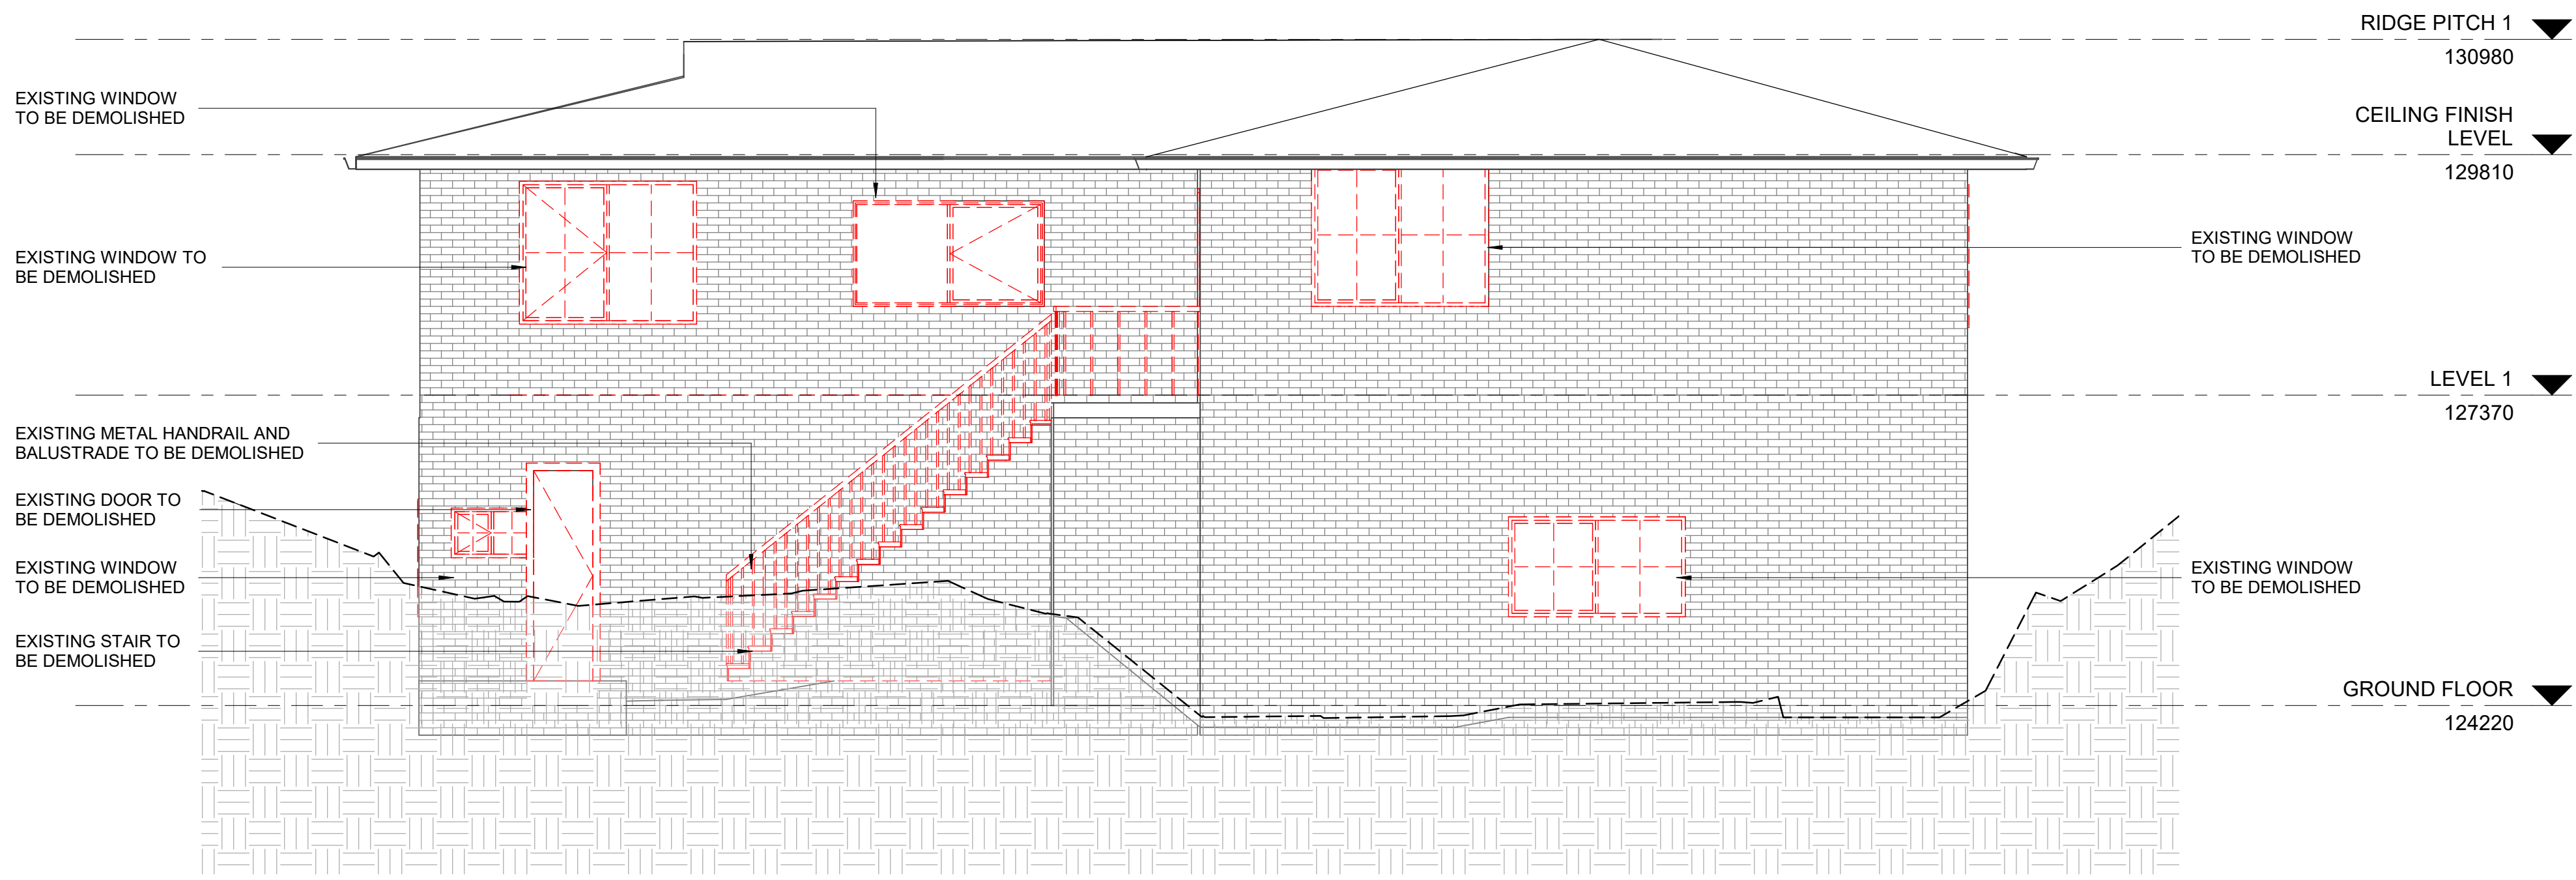 RIDGE PITCH 1
130980
EXISTING WINDOW
TO BE DEMOLISHED
CEILING FINISH
LEVEL
129810
EXISTING WINDOW TO
BE DEMOLISHED
EXISTING WINDOW
TO BE DEMOLISHED
LEVEL 1
127370
EXISTING METAL HANDRAIL AND
BALUSTRADE TO BE DEMOLISHED
EXISTING DOOR TO
BE DEMOLISHED
EXISTING WINDOW
TO BE DEMOLISHED
EXISTING WINDOW
TO BE DEMOLISHED
EXISTING STAIR TO
BE DEMOLISHED
GROUND FLOOR
124220